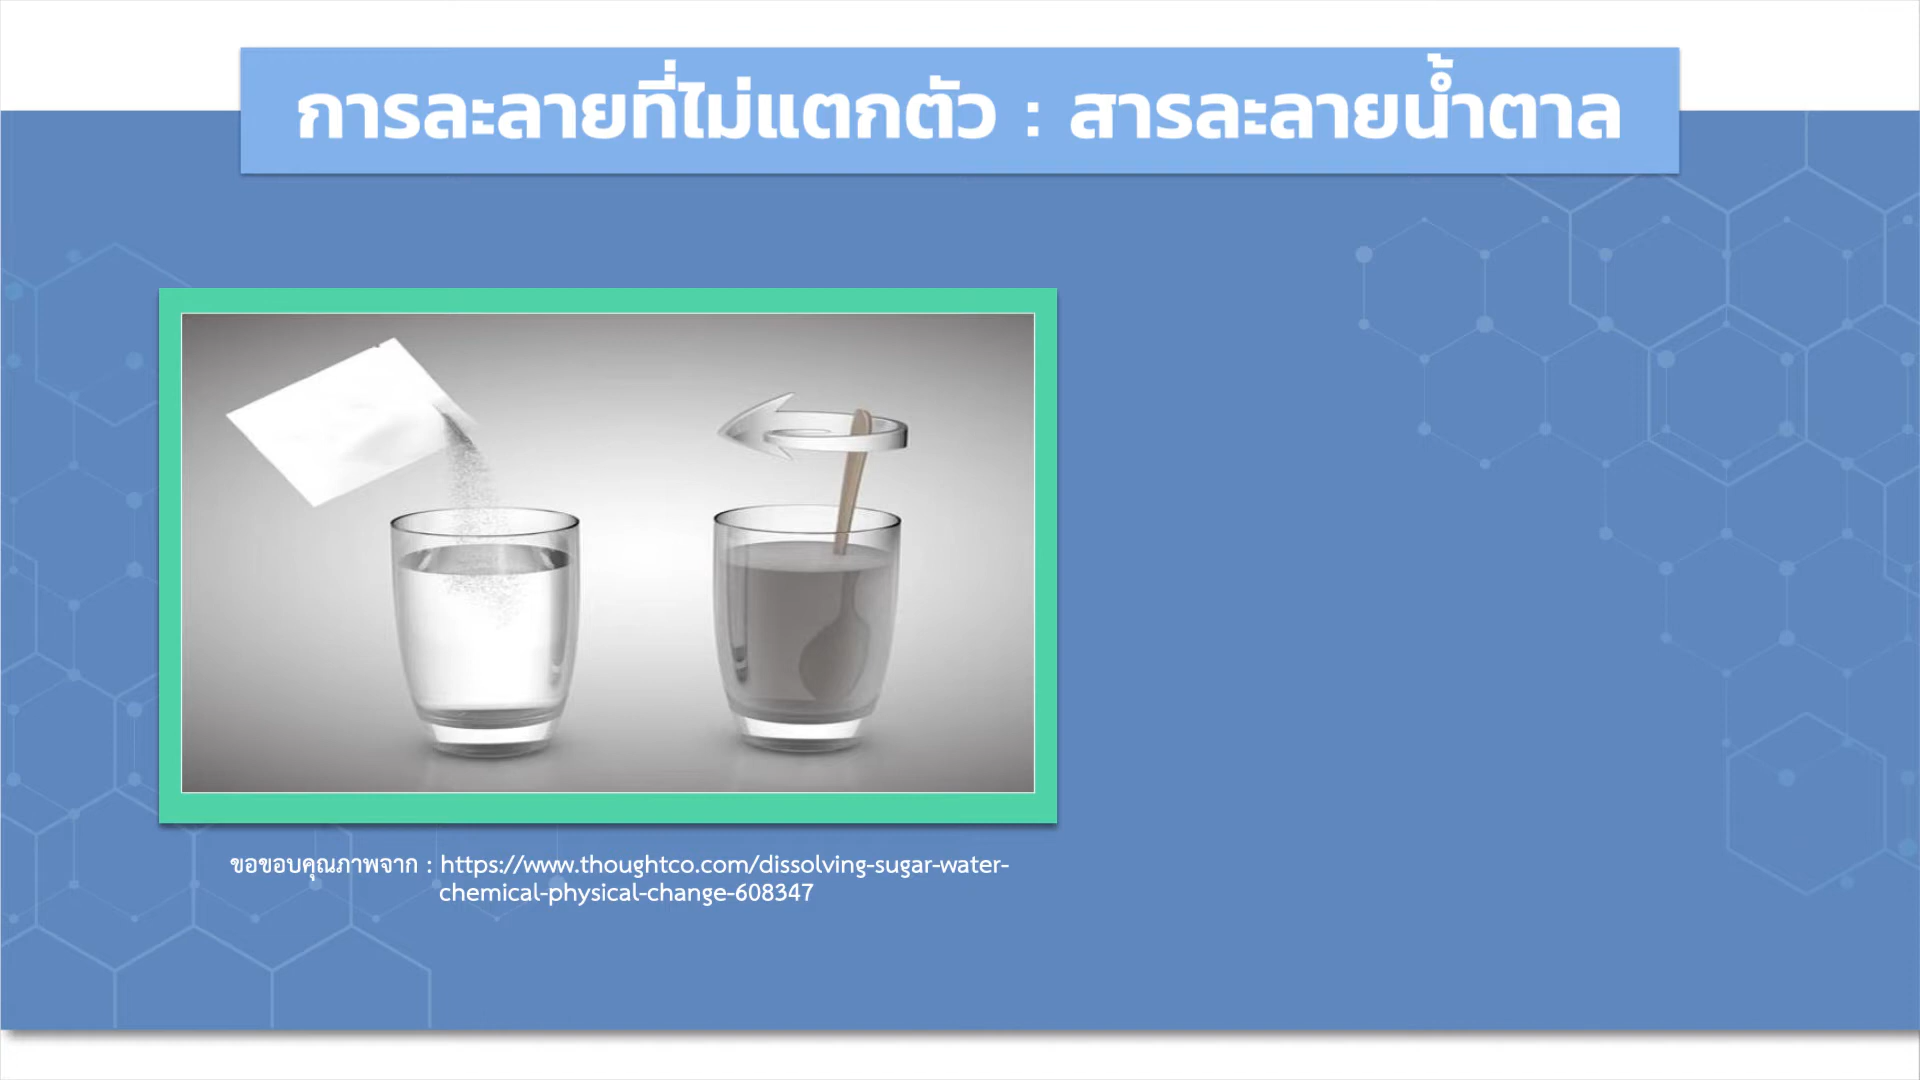 การละลายที่ไม่แตกตัว : สารละลายน้ำตาล
ขอขอบคุณภาพจาก : https://www.thoughtco.com/dissolving-sugar-water-
chemical-physical-change-608347